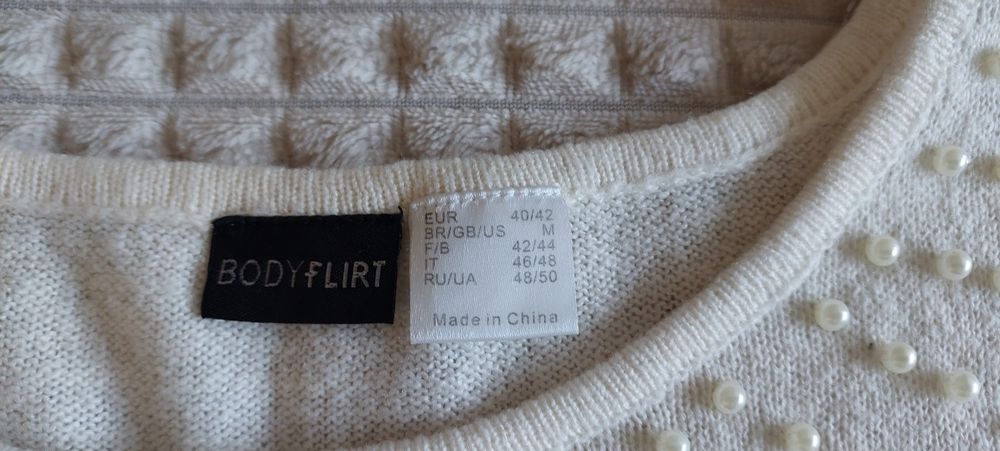 BODYFLIRT
EUR 40/42
BR/GB/US M
F/B 42/44
IT 46/48
RU/UA 48/50
Made in China